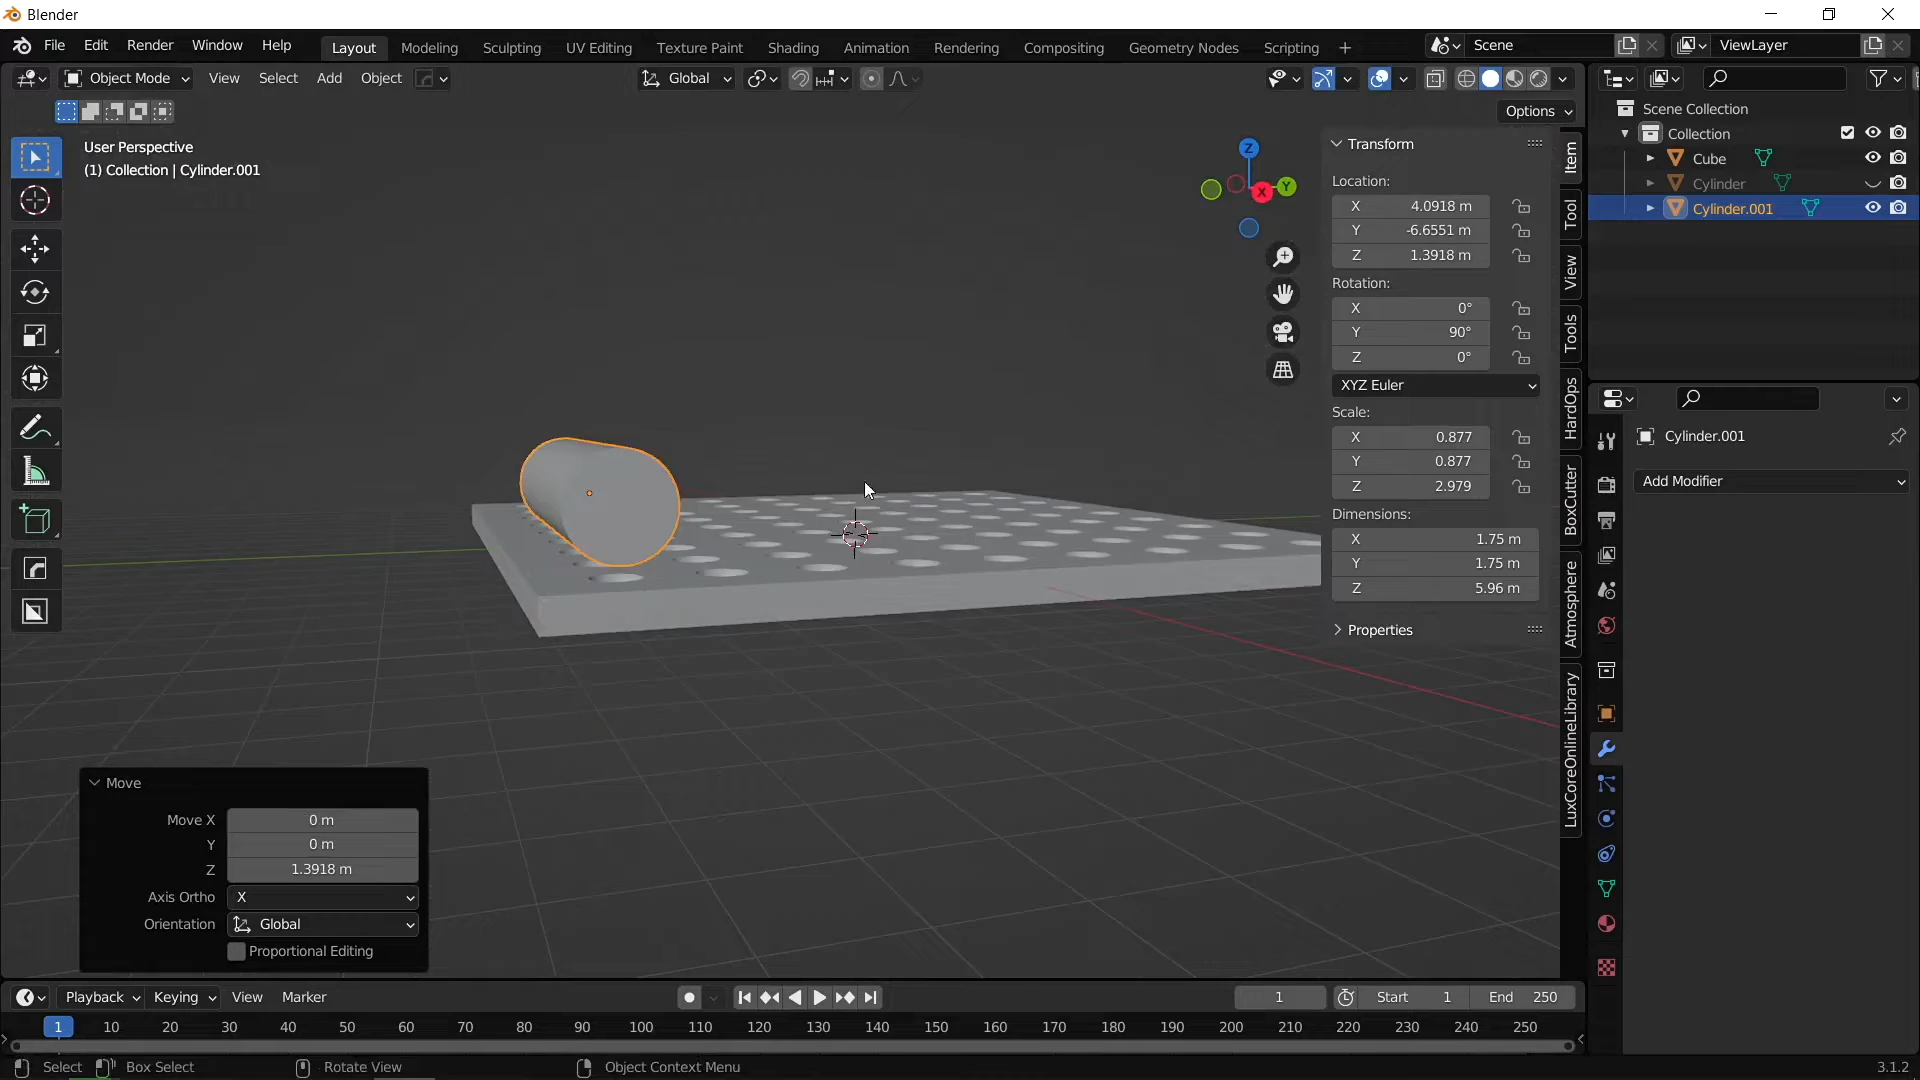 Blender
File Edit Render Window Help Layout Modeling Sculpting UV Editing Texture Paint Shading Animation Rendering Compositing Geometry Nodes Scripting + Scene ViewLayer
Object Mode View Select Add Object Global
Options
User Perspective
(1) Collection | Cylinder.001
Z
Y
X
Transform
Location:
X 4.0918 m
Y -6.6551 m
Z 1.3918 m
Rotation:
X 0°
Y 90°
Z 0°
XYZ Euler
Scale:
X 0.877
Y 0.877
Z 2.979
Dimensions:
X 1.75 m
Y 1.75 m
Z 5.96 m
Properties
Item
Tool
View
Tools
HardOps
BoxCutter
Atmosphere
LuxCoreOnlineLibrary
Scene Collection
Collection
Cube
Cylinder
Cylinder.001
Cylinder.001
Add Modifier
Move
Move X 0 m
Y 0 m
Z 1.3918 m
Axis Ortho X
Orientation Global
Proportional Editing
Playback Keying View Marker 1 Start 1 End 250
1 10 20 30 40 50 60 70 80 90 100 110 120 130 140 150 160 170 180 190 200 210 220 230 240 250
Select Box Select Rotate View Object Context Menu 3.1.2